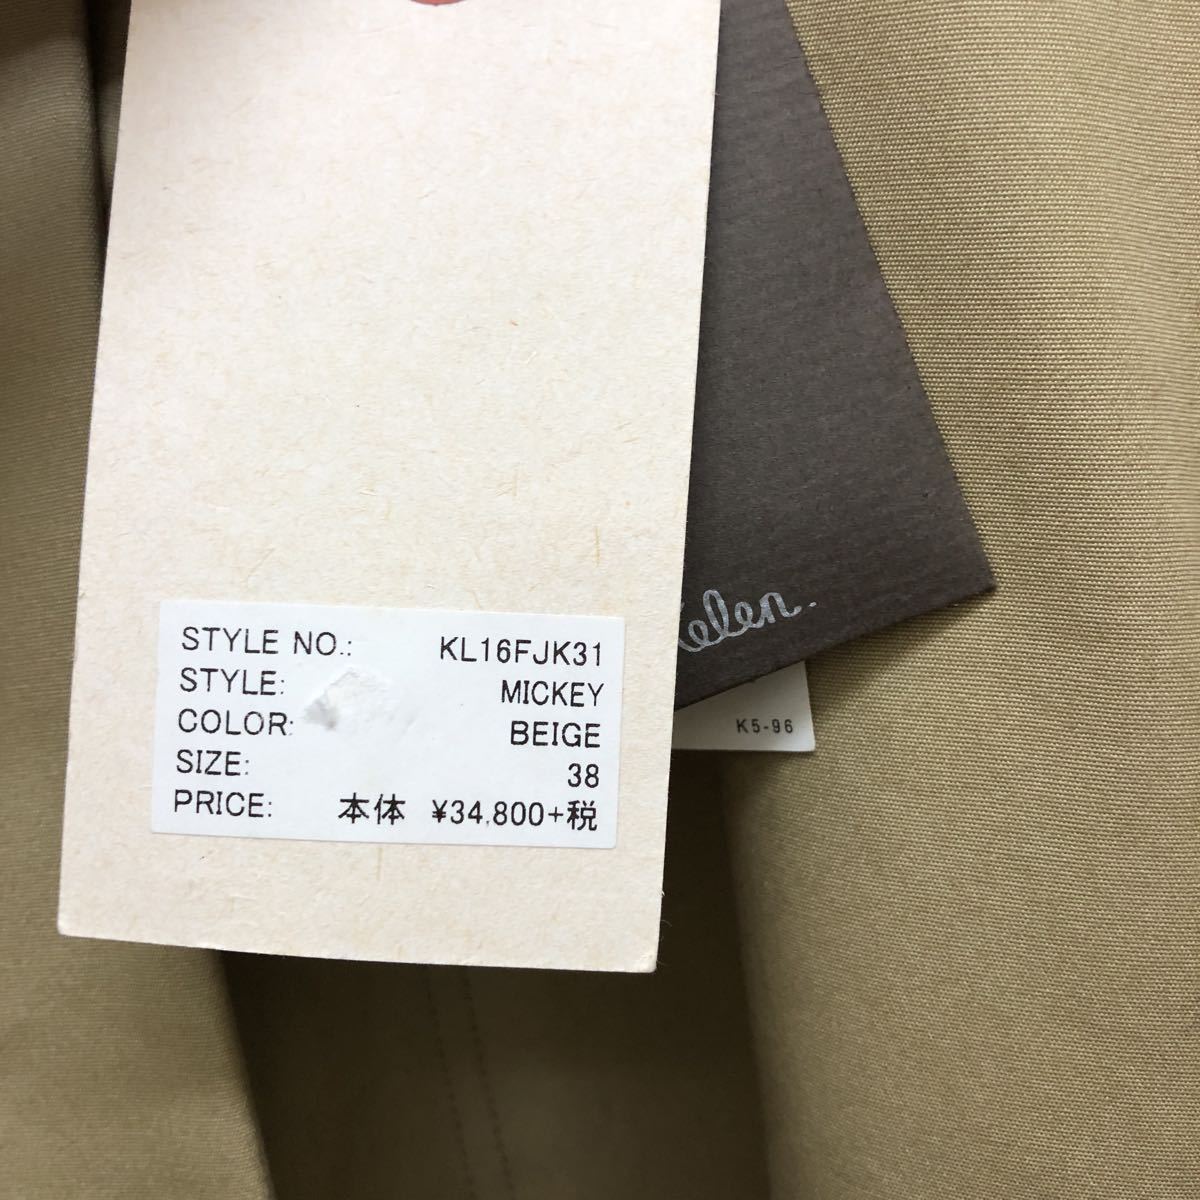 STYLE NO.: KL16FJK31
STYLE: MICKEY
COLOR: BEIGE
SIZE: 38
PRICE: 本体 ¥34,800+税
K5-96